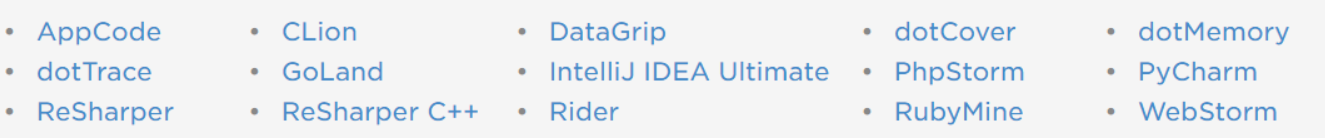 • AppCode • CLion • DataGrip • dotCover • dotMemory
• dotTrace • GoLand • IntelliJ IDEA Ultimate • PhpStorm • PyCharm
• ReSharper • ReSharper C++ • Rider • RubyMine • WebStorm